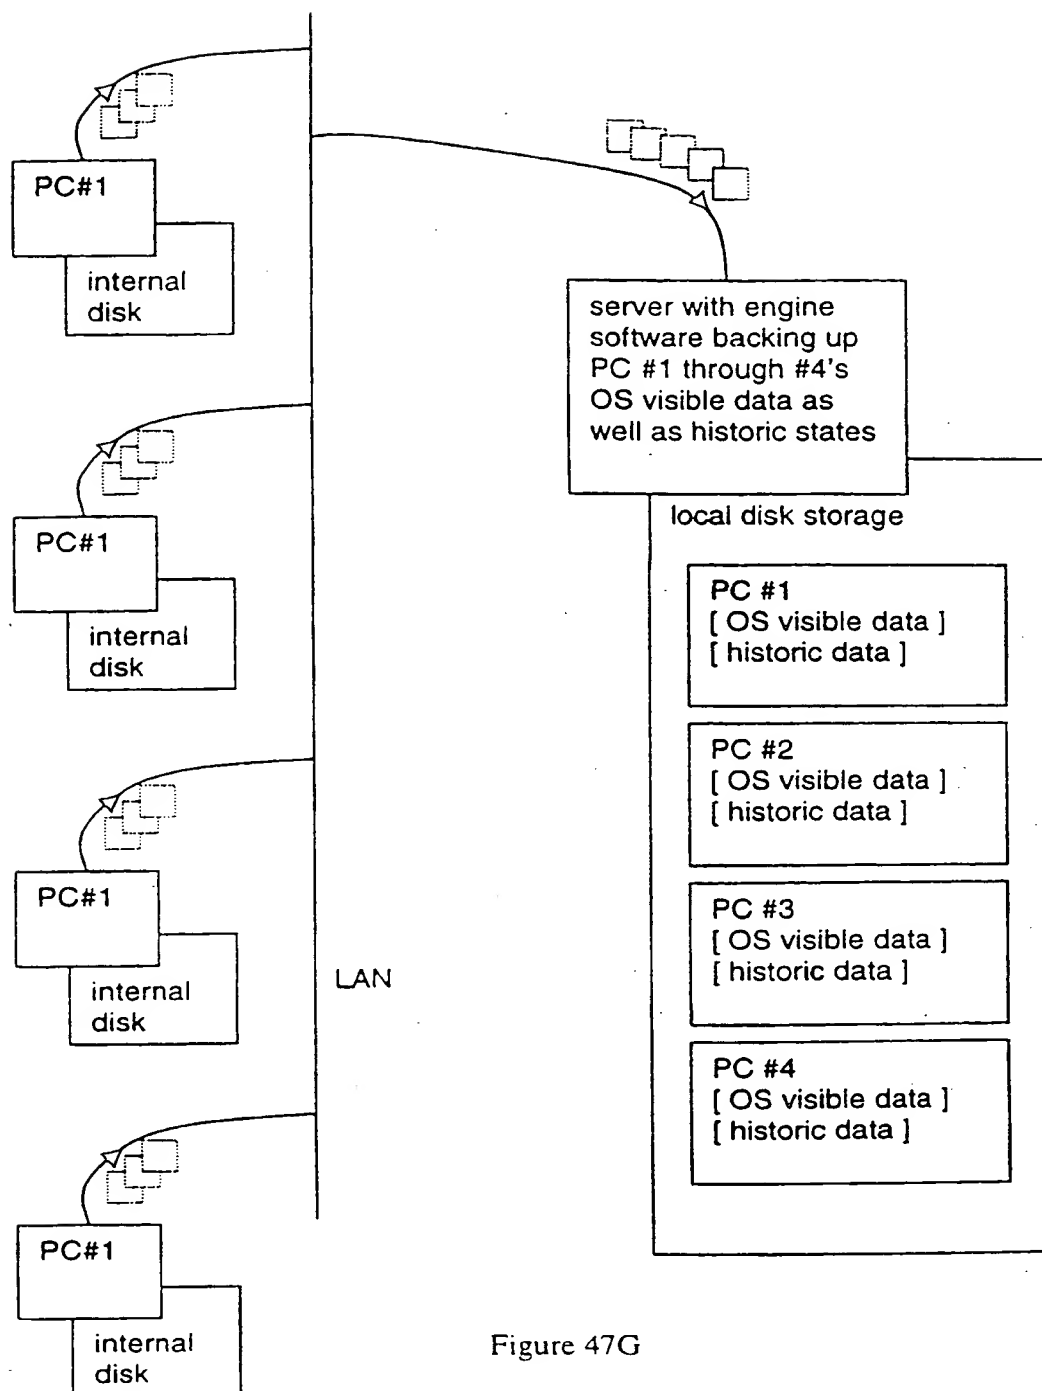 PC#1
internal
disk
PC#1
internal
disk
PC#1
internal
disk
PC#1
internal
disk
LAN
server with engine
software backing up
PC #1 through #4's
OS visible data as
well as historic states
local disk storage
PC #1
[ OS visible data ]
[ historic data ]
PC #2
[ OS visible data ]
[ historic data ]
PC #3
[ OS visible data ]
[ historic data ]
PC #4
[ OS visible data ]
[ historic data ]
Figure 47G